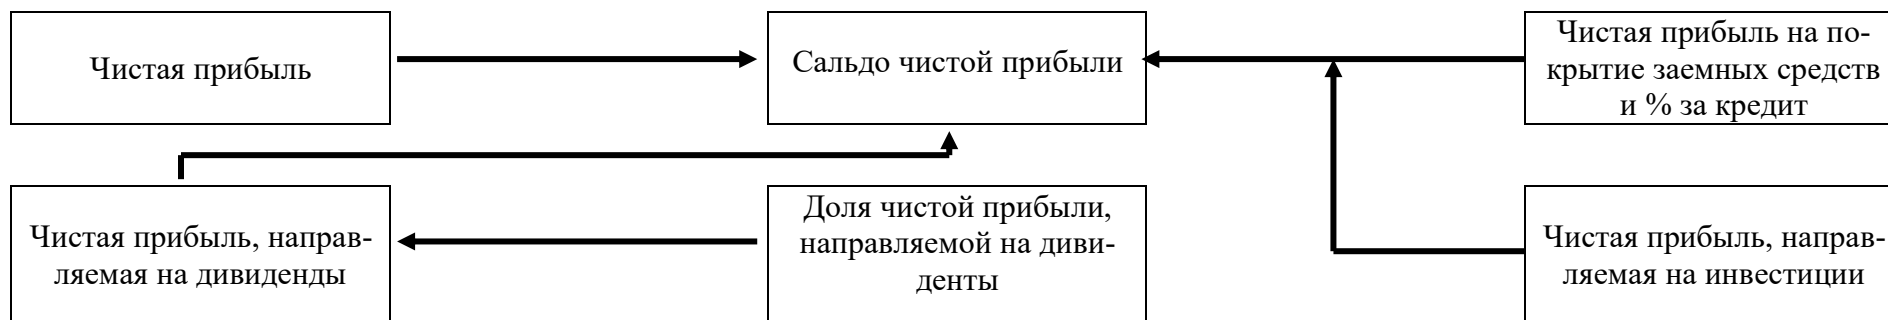 Чистая прибыль
Сальдо чистой прибыли
Чистая прибыль на по-
крытие заемных средств
и % за кредит
Чистая прибыль, направ-
ляемая на дивиденды
Доля чистой прибыли,
направляемой на диви-
денты
Чистая прибыль, направ-
ляемая на инвестиции